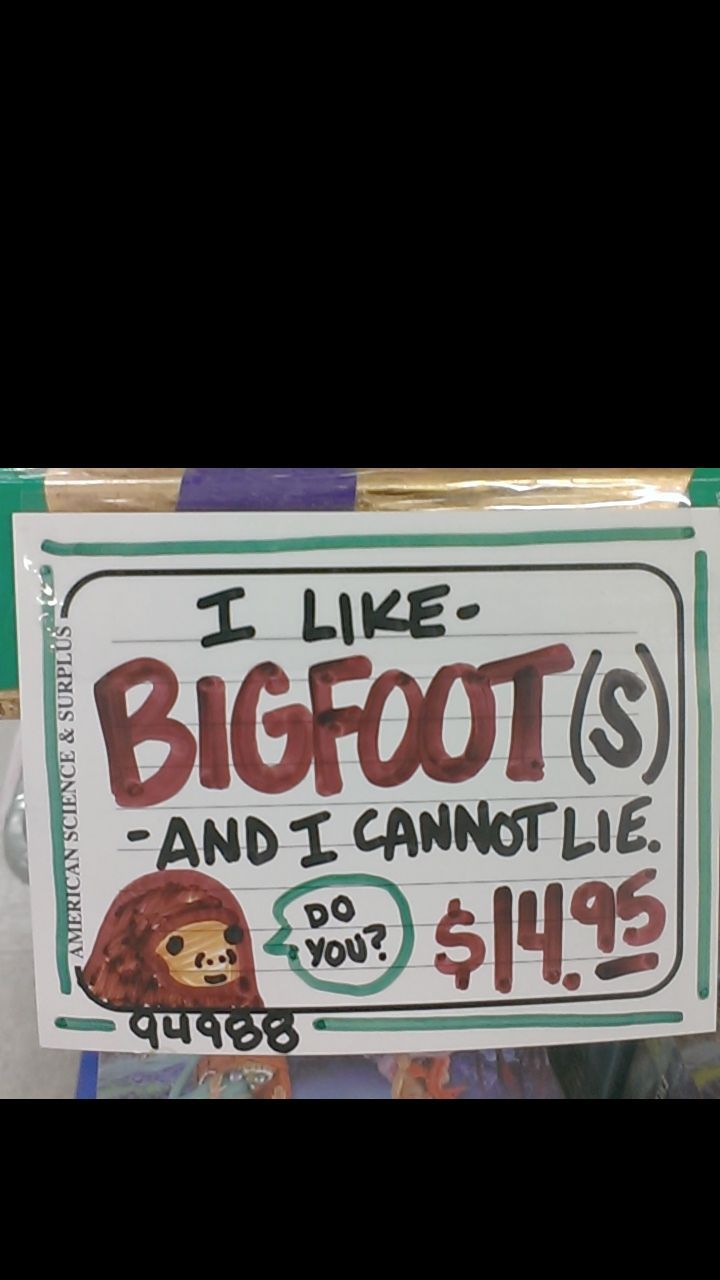 I LIKE-
BIGFOOT(S)
-AND I CANNOT LIE.
DO
YOU?
$14.95
94988
AMERICAN SCIENCE & SURPLUS